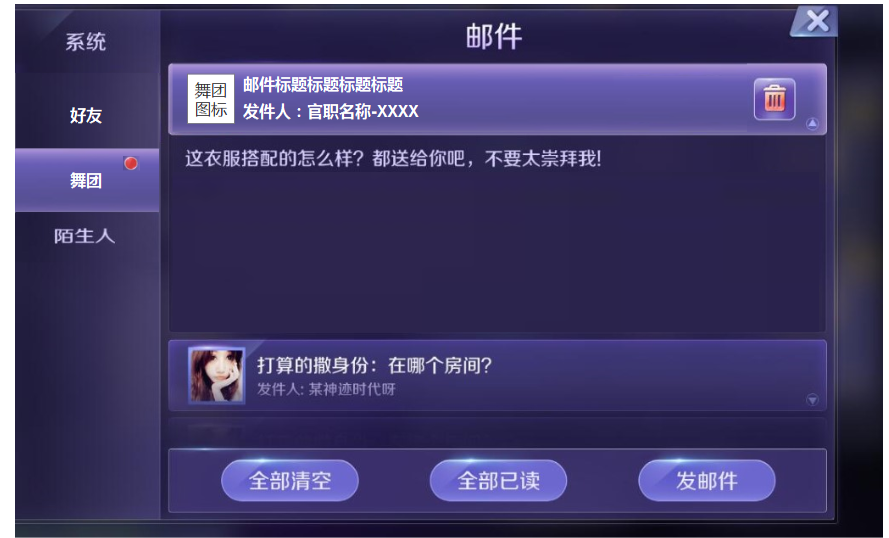 邮件
系统
好友
舞团
陌生人
舞团
图标
邮件标题标题标题标题
发件人：官职名称-XXXX
这衣服搭配的怎么样？都送给你吧，不要太崇拜我!
打算的撒身份：在哪个房间？
发件人: 某神迹时代呀
全部清空
全部已读
发邮件